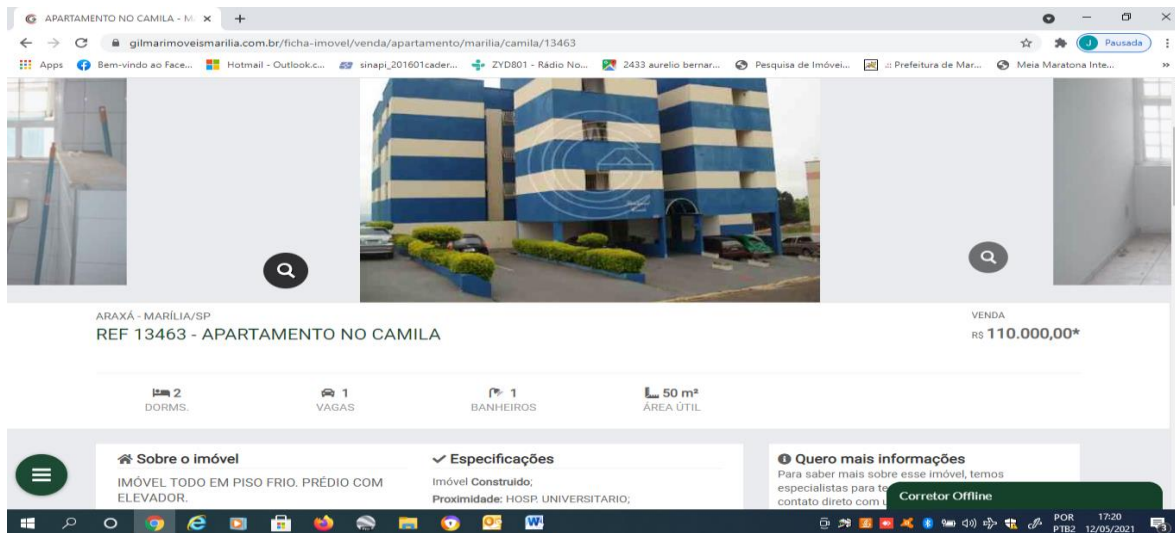 APARTAMENTO NO CAMILA - M
gilmarimoveismarilia.com.br/ficha-imovel/venda/apartamento/marilia/camila/13463
J Pausada
Apps Bem-vindo ao Face... Hotmail - Outlook.c... sinapi_201601cader... ZYD801 - Rádio No... 2433 aurelio bernar... Pesquisa de Imóvei... .:: Prefeitura de Mar... Meia Maratona Inte... »
ARAXÁ - MARÍLIA/SP
REF 13463 - APARTAMENTO NO CAMILA
VENDA
R$ 110.000,00*
2
DORMS.
1
VAGAS
1
BANHEIROS
50 m²
ÁREA ÚTIL
Sobre o imóvel
IMÓVEL TODO EM PISO FRIO. PRÉDIO COM
ELEVADOR.
Especificações
Imóvel Construido;
Proximidade: HOSP. UNIVERSITARIO;
Quero mais informações
Para saber mais sobre esse imóvel, temos
especialistas para te
contato direto com
Corretor Offline
POR
PTB2
17:20
12/05/2021
3